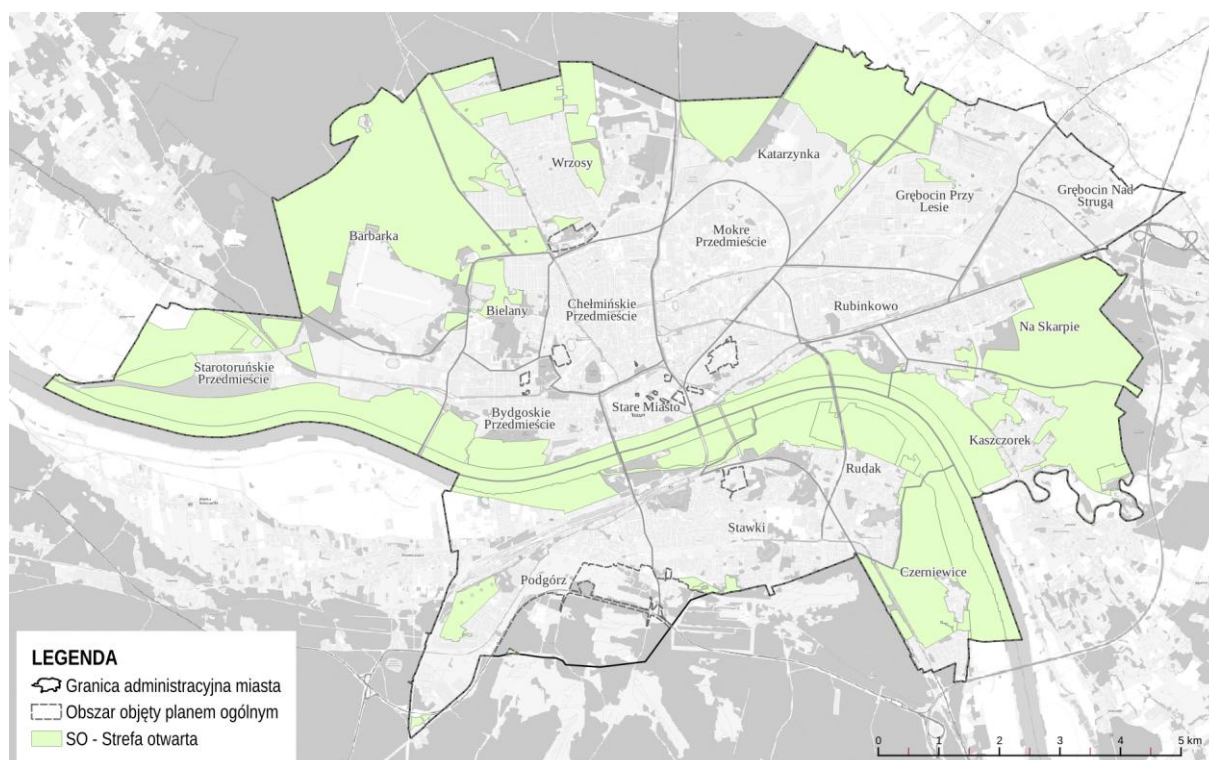 Wrzosy
Katarzynka
Grębocin Przy
Lesie
Grębocin Nad
Strugą
Barbarka
Mokre
Przedmieście
Bielany
Chełmińskie
Przedmieście
Rubinkowo
Na Skarpie
Starotoruńskie
Przedmieście
Bydgoskie
Przedmieście
Stare Miasto
Kaszczorek
Rudak
Stawki
Podgórz
Czerniewice
LEGENDA
Granica administracyjna miasta
Obszar objęty planem ogólnym
SO - Strefa otwarta
0 1 2 3 4 5 km